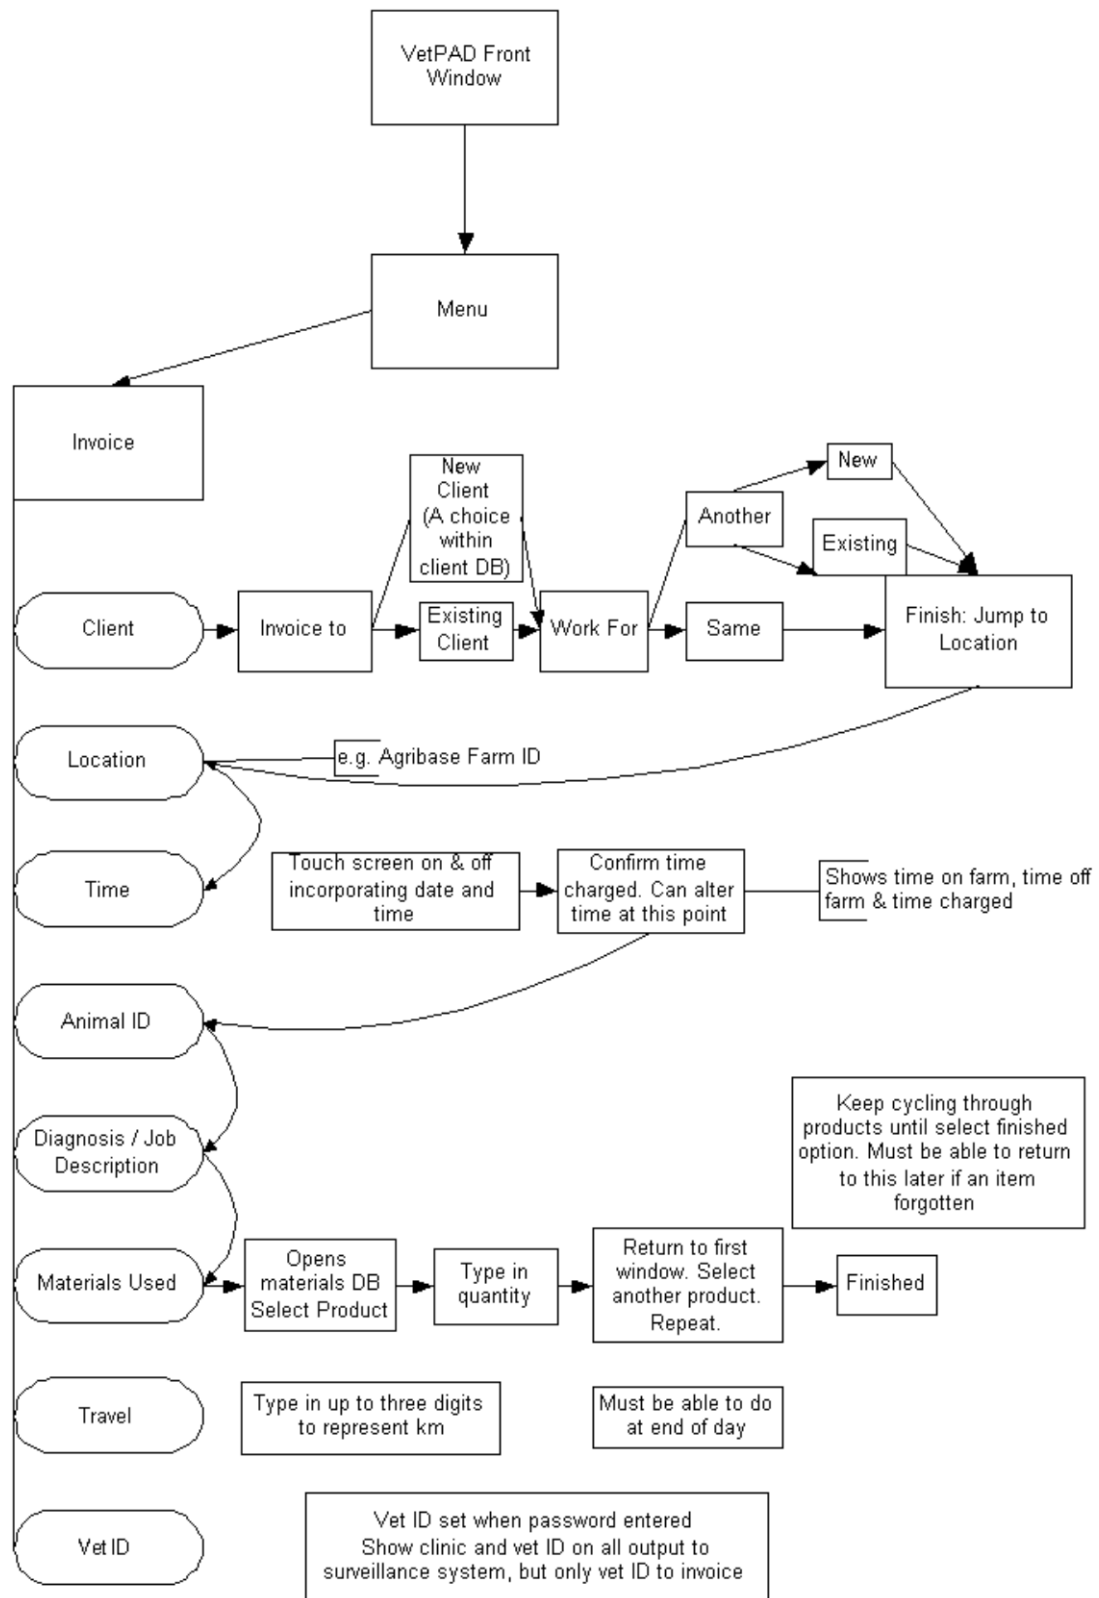 VetPAD Front
Window
Menu
Invoice
New
Client
(A choice
within
client DB)
New
Another
Existing
Client
Invoice to
Existing
Client
Work For
Same
Finish: Jump to
Location
Location
e.g. Agribase Farm ID
Time
Touch screen on & off
incorporating date and
time
Confirm time
charged. Can alter
time at this point
Shows time on farm, time off
farm & time charged
Animal ID
Diagnosis / Job
Description
Keep cycling through
products until select finished
option. Must be able to return
to this later if an item
forgotten
Materials Used
Opens
materials DB
Select Product
Type in
quantity
Return to first
window. Select
another product.
Repeat.
Finished
Travel
Type in up to three digits
to represent km
Must be able to do
at end of day
Vet ID
Vet ID set when password entered
Show clinic and vet ID on all output to
surveillance system, but only vet ID to invoice